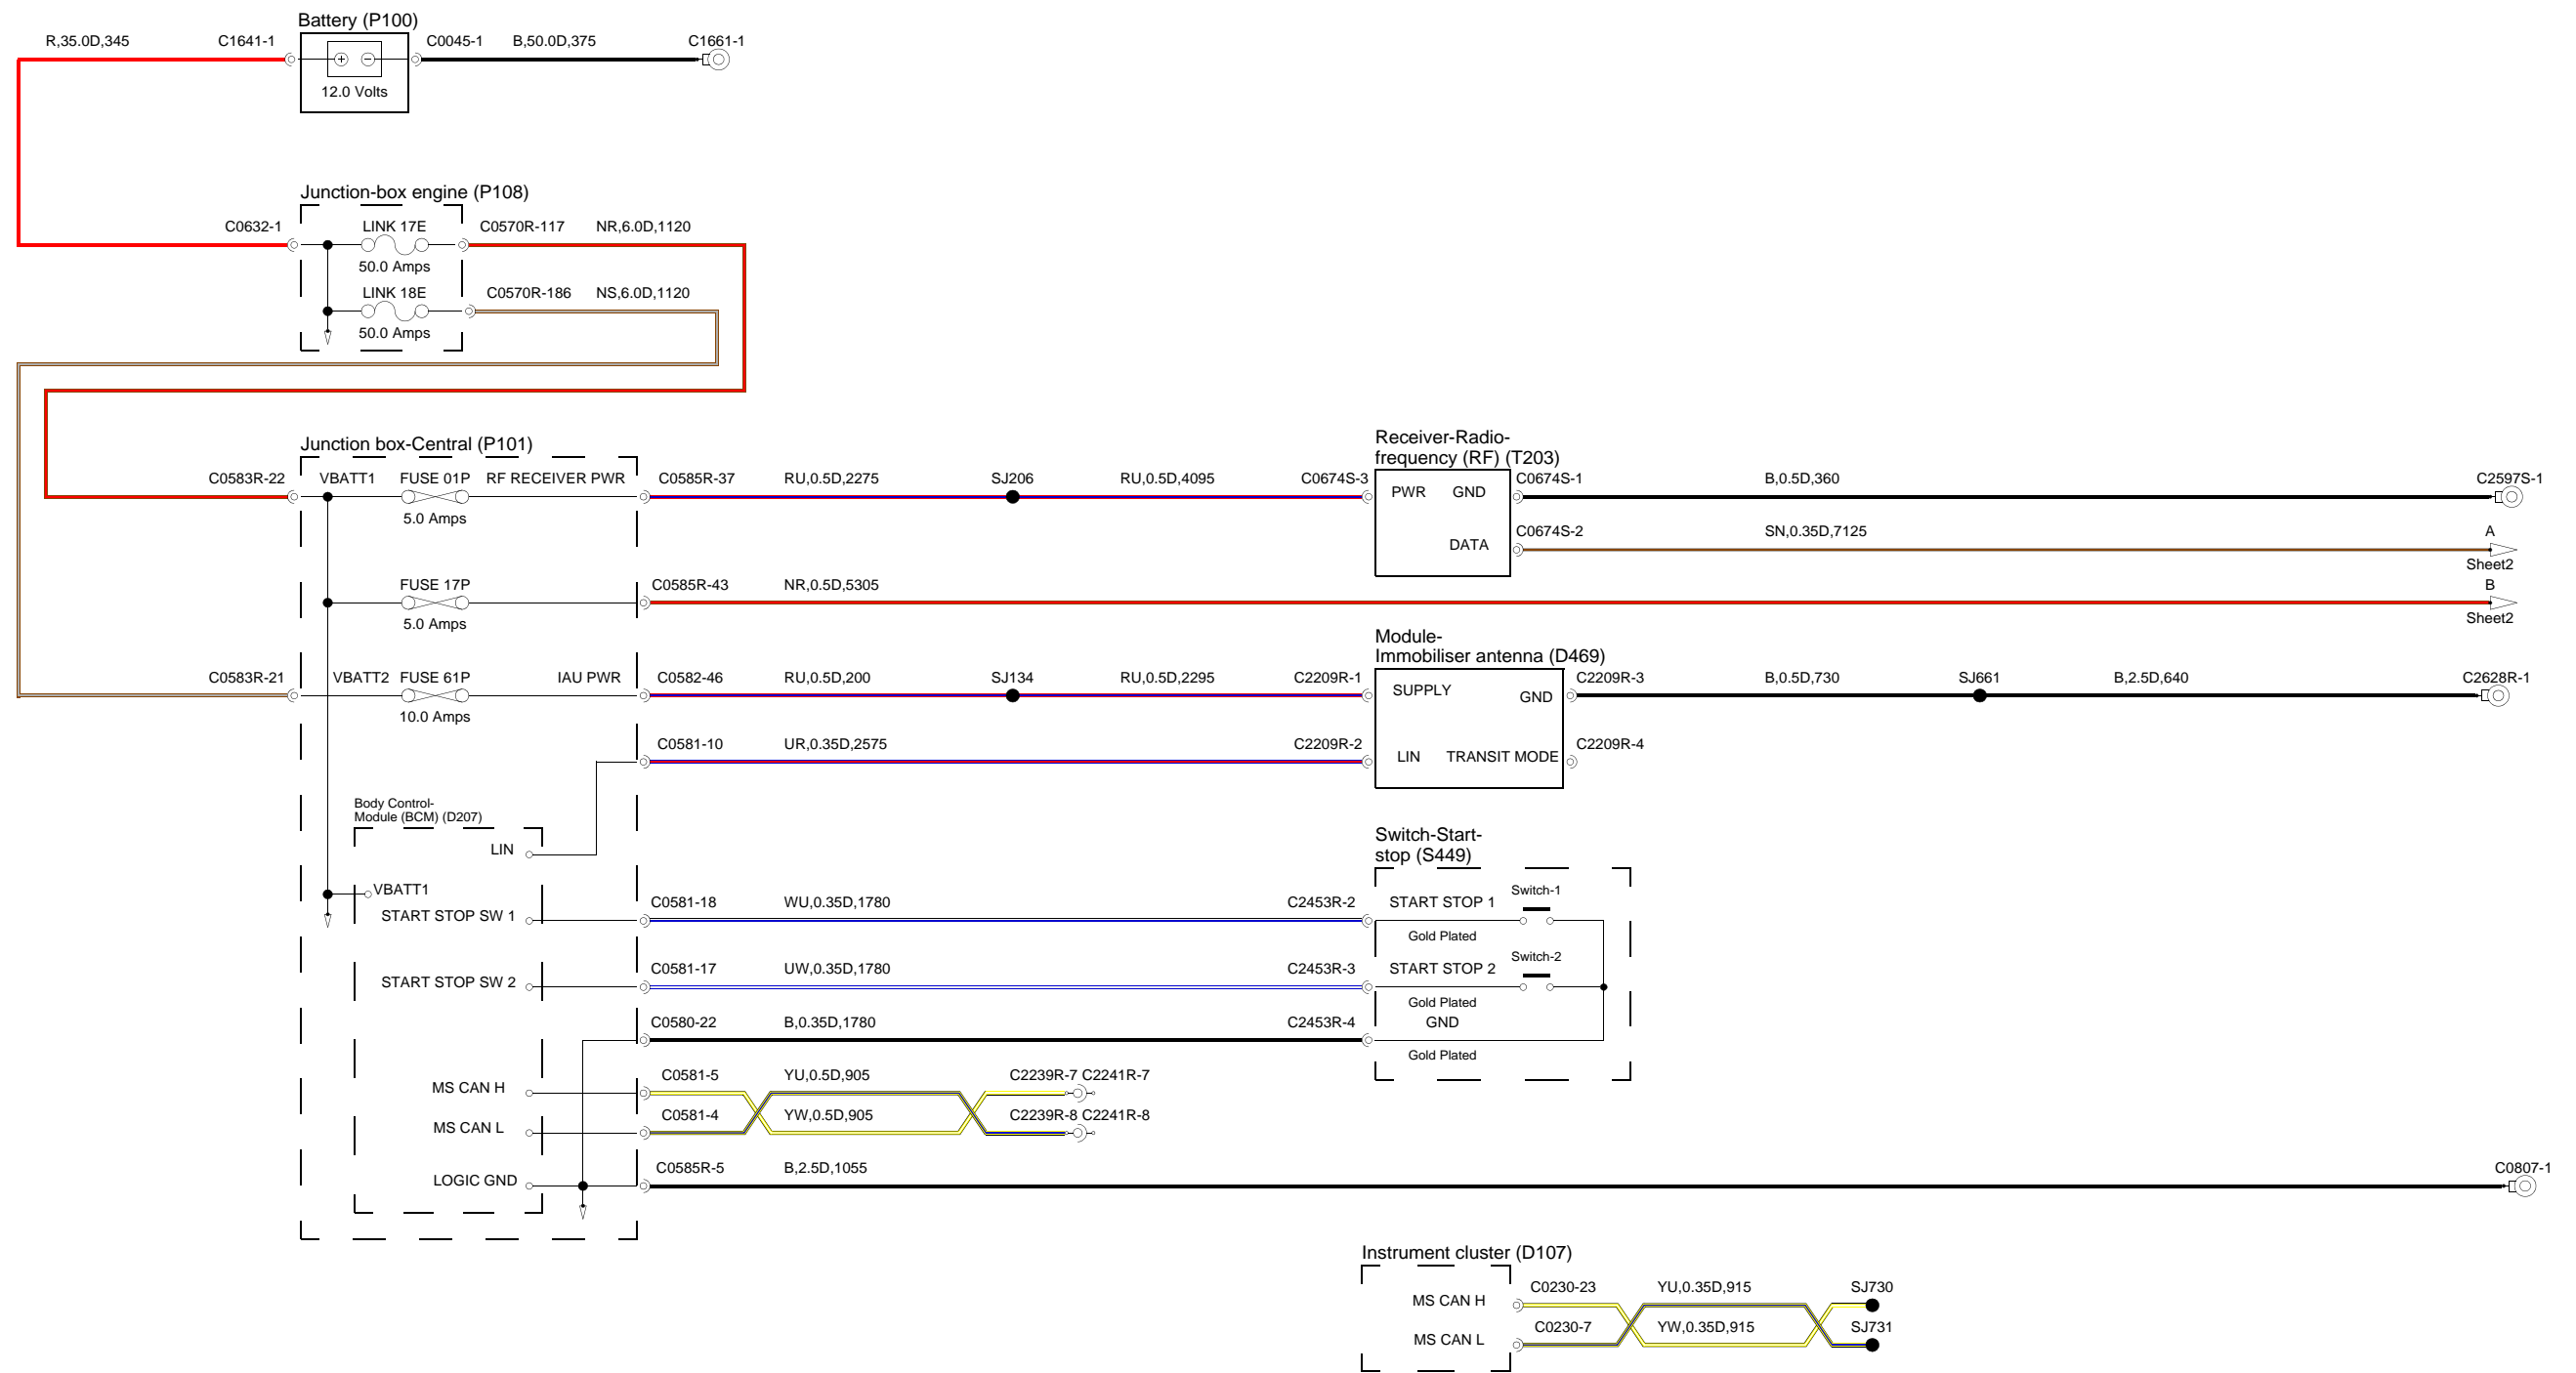 Battery (P100)
R,35.0D,345
C1641-1
C0045-1
B,50.0D,375
C1661-1
12.0 Volts
Junction-box engine (P108)
C0632-1
LINK 17E
C0570R-117
NR,6.0D,1120
50.0 Amps
LINK 18E
C0570R-186
NS,6.0D,1120
50.0 Amps
Junction box-Central (P101)
Receiver-Radio-
frequency (RF) (T203)
C0583R-22
VBATT1
FUSE 01P
RF RECEIVER PWR
C0585R-37
RU,0.5D,2275
SJ206
RU,0.5D,4095
C0674S-3
PWR
GND
C0674S-1
B,0.5D,360
C2597S-1
5.0 Amps
DATA
C0674S-2
SN,0.35D,7125
A
Sheet2
FUSE 17P
C0585R-43
NR,0.5D,5305
B
Sheet2
5.0 Amps
Module-
Immobiliser antenna (D469)
C0583R-21
VBATT2
FUSE 61P
IAU PWR
C0582-46
RU,0.5D,200
SJ134
RU,0.5D,2295
C2209R-1
SUPPLY
GND
C2209R-3
B,0.5D,730
SJ661
B,2.5D,640
C2628R-1
10.0 Amps
C0581-10
UR,0.35D,2575
C2209R-2
LIN
TRANSIT MODE
C2209R-4
Body Control-
Module (BCM) (D207)
LIN
Switch-Start-
stop (S449)
VBATT1
START STOP SW 1
C0581-18
WU,0.35D,1780
C2453R-2
START STOP 1
Switch-1
Gold Plated
START STOP SW 2
C0581-17
UW,0.35D,1780
C2453R-3
START STOP 2
Switch-2
Gold Plated
C0580-22
B,0.35D,1780
C2453R-4
GND
Gold Plated
MS CAN H
C0581-5
YU,0.5D,905
C2239R-7 C2241R-7
MS CAN L
C0581-4
YW,0.5D,905
C2239R-8 C2241R-8
LOGIC GND
C0585R-5
B,2.5D,1055
C0807-1
Instrument cluster (D107)
MS CAN H
C0230-23
YU,0.35D,915
SJ730
MS CAN L
C0230-7
YW,0.35D,915
SJ731